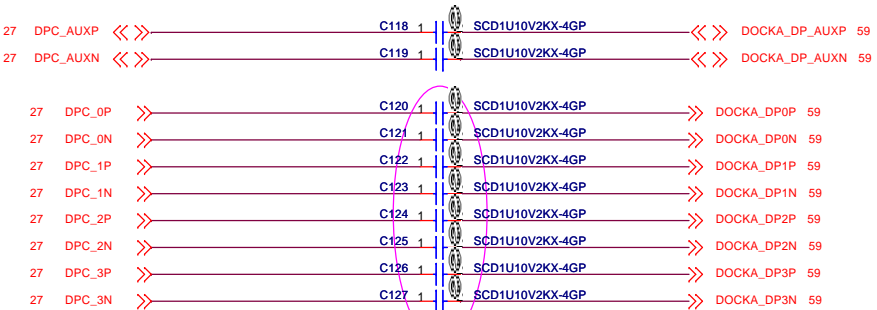 27 DPC_AUXP C118 1 SCD1U10V2KX-4GP DOCKA_DP_AUXP 59
27 DPC_AUXN C119 1 SCD1U10V2KX-4GP DOCKA_DP_AUXN 59
27 DPC_0P C120 1 SCD1U10V2KX-4GP DOCKA_DP0P 59
27 DPC_0N C121 1 SCD1U10V2KX-4GP DOCKA_DP0N 59
27 DPC_1P C122 1 SCD1U10V2KX-4GP DOCKA_DP1P 59
27 DPC_1N C123 1 SCD1U10V2KX-4GP DOCKA_DP1N 59
27 DPC_2P C124 1 SCD1U10V2KX-4GP DOCKA_DP2P 59
27 DPC_2N C125 1 SCD1U10V2KX-4GP DOCKA_DP2N 59
27 DPC_3P C126 1 SCD1U10V2KX-4GP DOCKA_DP3P 59
27 DPC_3N C127 1 SCD1U10V2KX-4GP DOCKA_DP3N 59